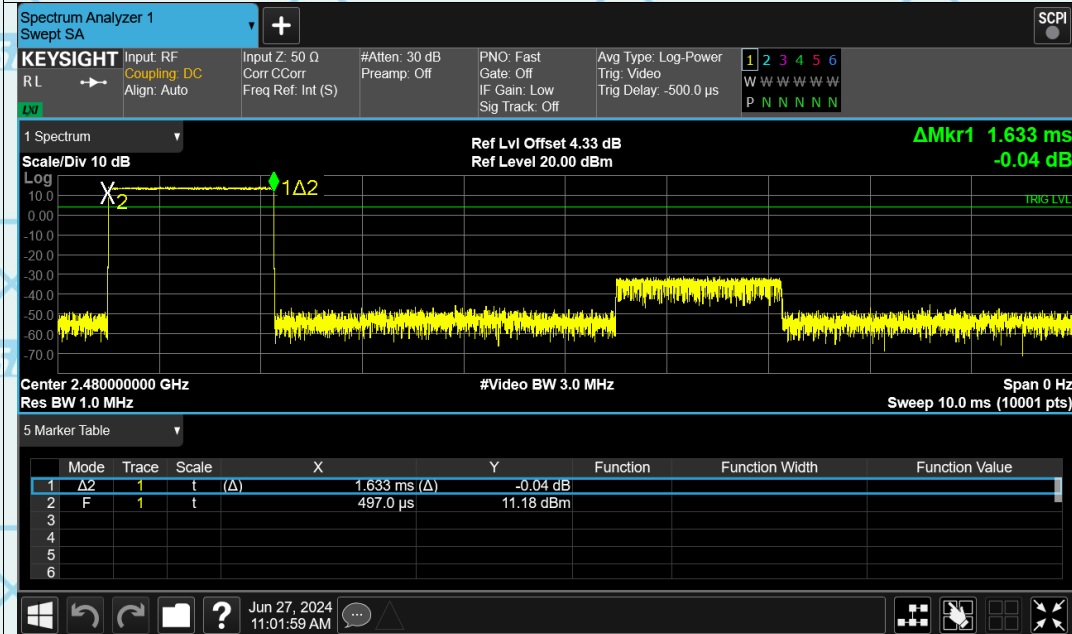 Spectrum Analyzer 1
Swept SA
+
SCPI
KEYSIGHT
RL
LXI
Input: RF
Coupling: DC
Align: Auto
Input Z: 50 Ω
Corr CCorr
Freq Ref: Int (S)
#Atten: 30 dB
Preamp: Off
PNO: Fast
Gate: Off
IF Gain: Low
Sig Track: Off
Avg Type: Log-Power
Trig: Video
Trig Delay: -500.0 µs
1 2 3 4 5 6
W W W W W W
P N N N N N
1 Spectrum
Scale/Div 10 dB
Ref Lvl Offset 4.33 dB
Ref Level 20.00 dBm
ΔMkr1 1.633 ms
-0.04 dB
Log
10.0
0.00
-10.0
-20.0
-30.0
-40.0
-50.0
-60.0
-70.0
X2
1Δ2
TRIG LVL
Center 2.480000000 GHz
#Video BW 3.0 MHz
Span 0 Hz
Res BW 1.0 MHz
Sweep 10.0 ms (10001 pts)
5 Marker Table
Mode Trace Scale X Y Function Function Width Function Value
1 Δ2 1 t (Δ) 1.633 ms (Δ) -0.04 dB
2 F 1 t 497.0 µs 11.18 dBm
3
4
5
6
?
Jun 27, 2024
11:01:59 AM